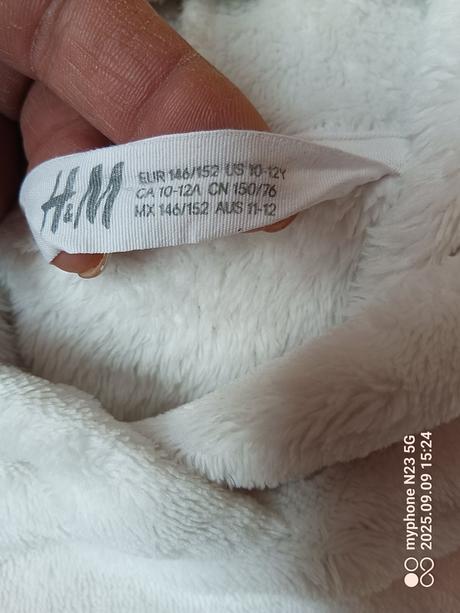 H&M
EUR 146/152 US 10-12Y
CA 10-12A CN 150/76
MX 146/152 AUS 11-12
myphone N23 5G
2025.09.09 15:24